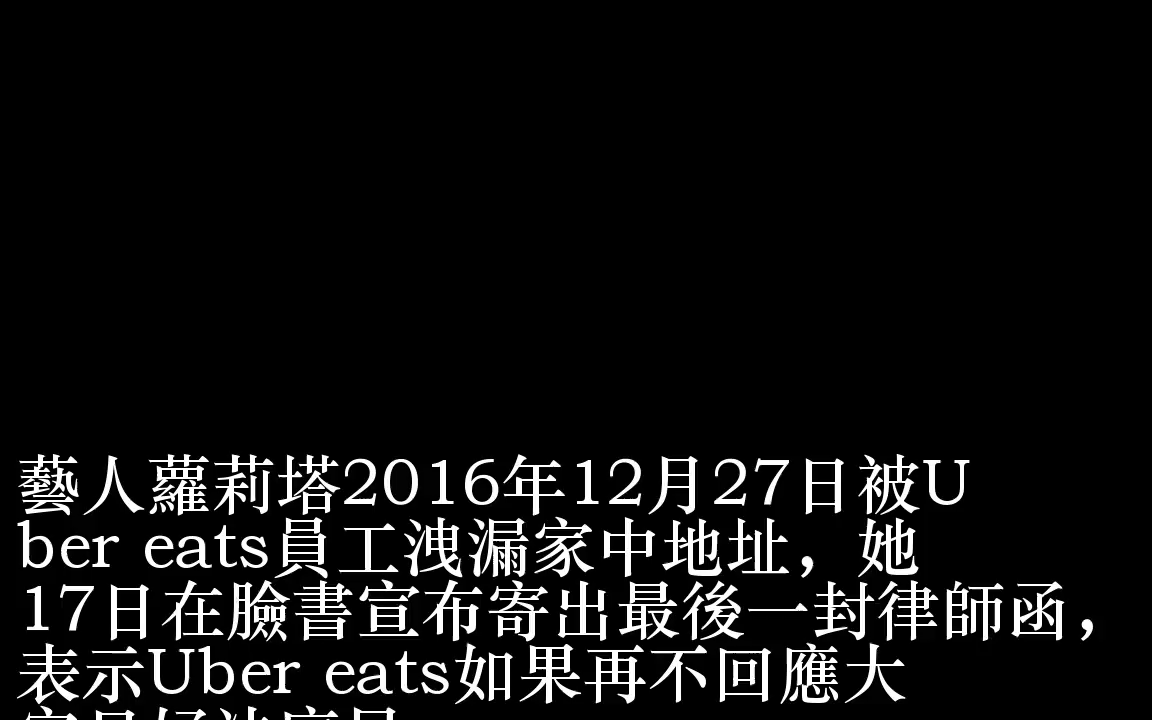 藝人蘿莉塔2016年12月27日被U
ber eats員工洩漏家中地址，她
17日在臉書宣布寄出最後一封律師函，
表示Uber eats如果再不回應大